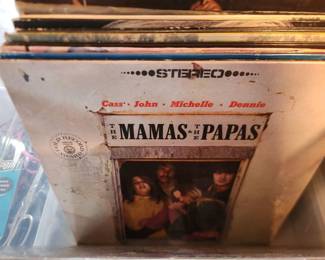 STEREO
Cass · John · Michelle · Dennie
THE MAMAS & THE PAPAS